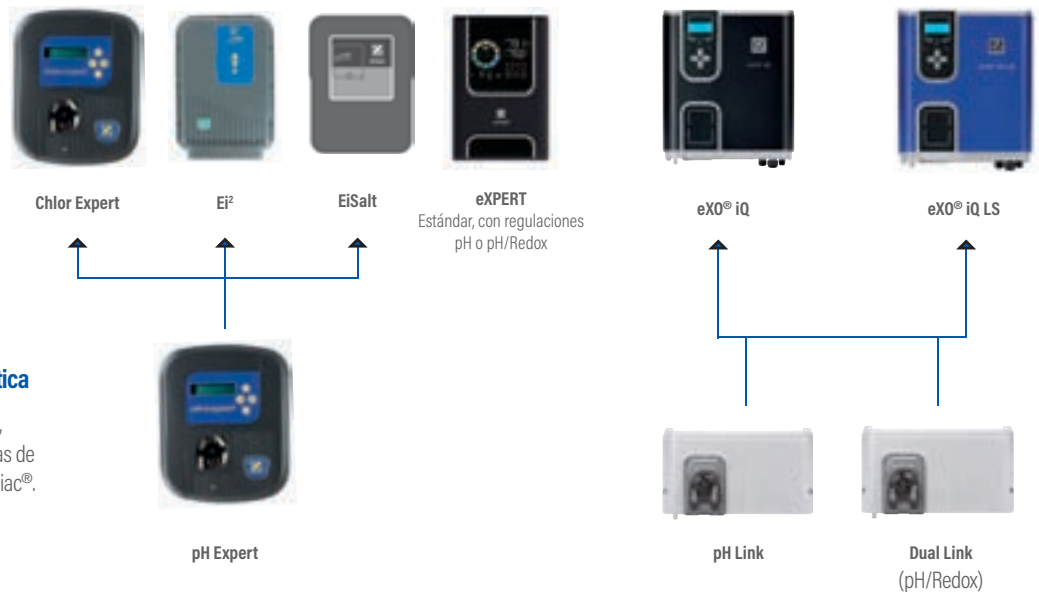 Chlor Expert
Ei²
EiSalt
eXPERT
Estándar, con regulaciones
pH o pH/Redox
eXO® iQ
eXO® iQ LS
tica
,
as de
iac®.
pH Expert
pH Link
Dual Link
(pH/Redox)